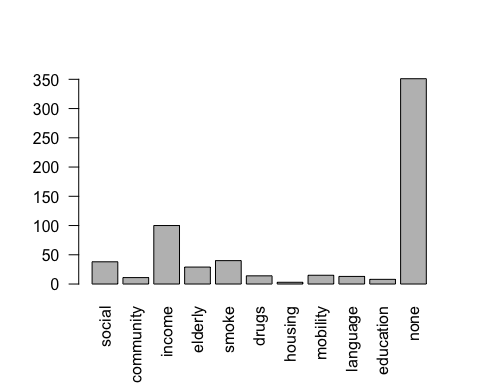 350
300
250
200
150
100
50
0
social
community
income
elderly
smoke
drugs
housing
mobility
language
education
none